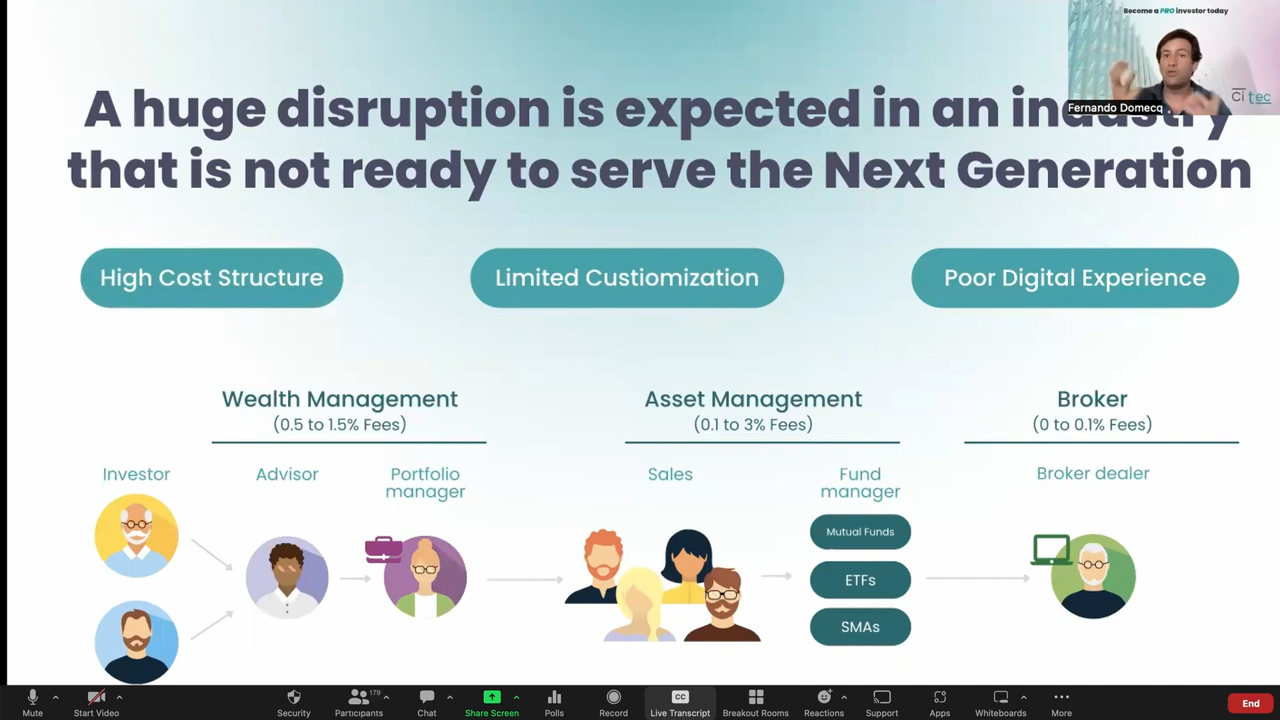 Become a PRO investor today
Fernando Domecq
Ci tec
A huge disruption is expected in an industry
that is not ready to serve the Next Generation
High Cost Structure
Limited Custiomization
Poor Digital Experience
Wealth Management
(0.5 to 1.5% Fees)
Asset Management
(0.1 to 3% Fees)
Broker
(0 to 0.1% Fees)
Investor
Advisor
Portfolio
manager
Sales
Fund
manager
Broker dealer
Mutual Funds
ETFs
SMAs
179
Mute
Start Video
Security
Participants
Chat
Share Screen
Polls
Record
CC
Live Transcript
Breakout Rooms
Reactions
Support
Apps
Whiteboards
More
End